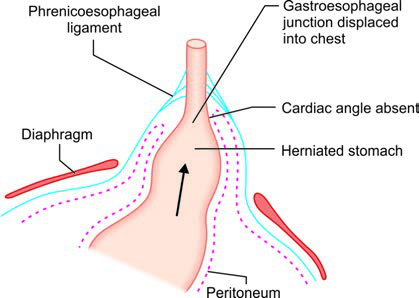 Phrenicoesophageal
ligament
Gastroesophageal
junction displaced
into chest
Cardiac angle absent
Diaphragm
Herniated stomach
Peritoneum